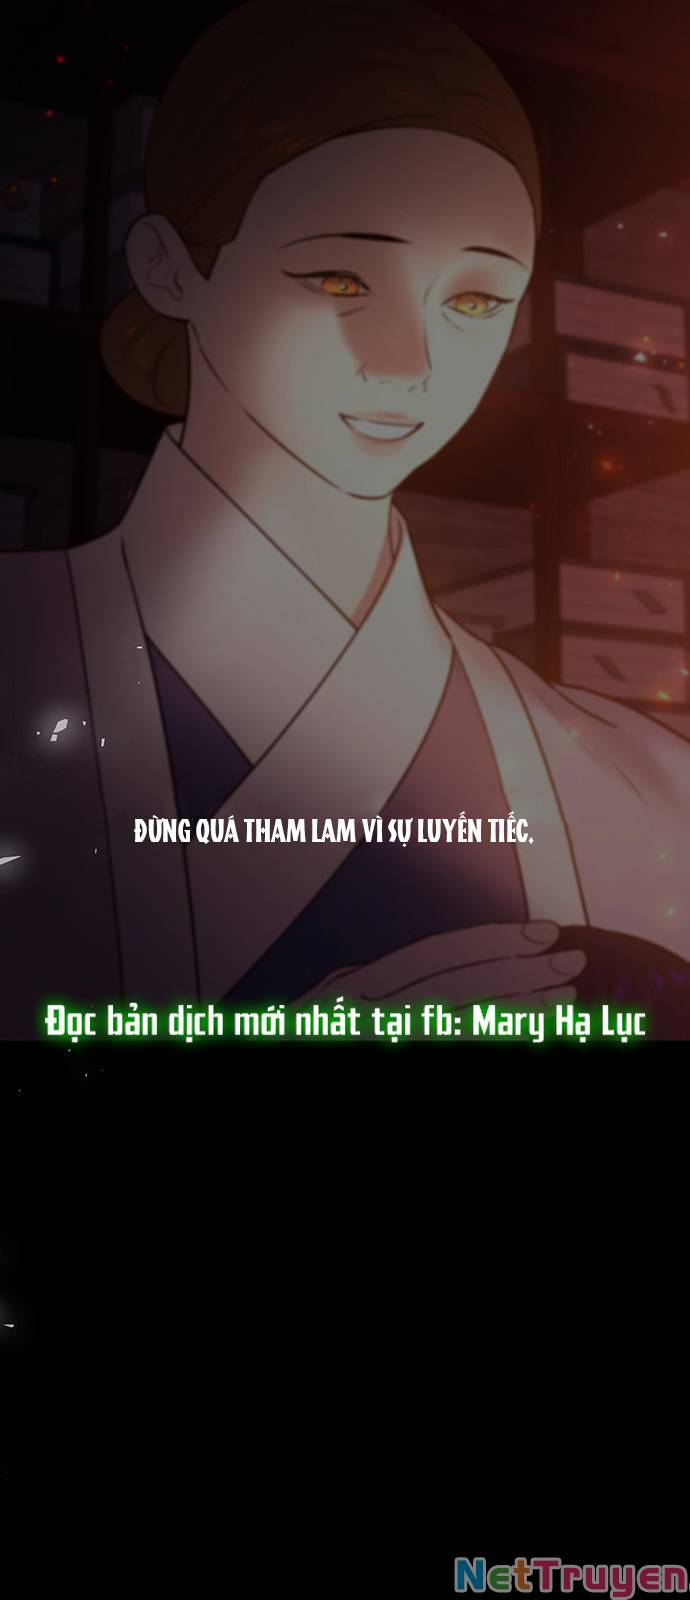 ĐỪNG QUÁ THAM LAM VÌ SỰ LUYẾN TIẾC.
Đọc bản dịch mới nhất tại fb: Mary Hạ Lục
NetTruyen